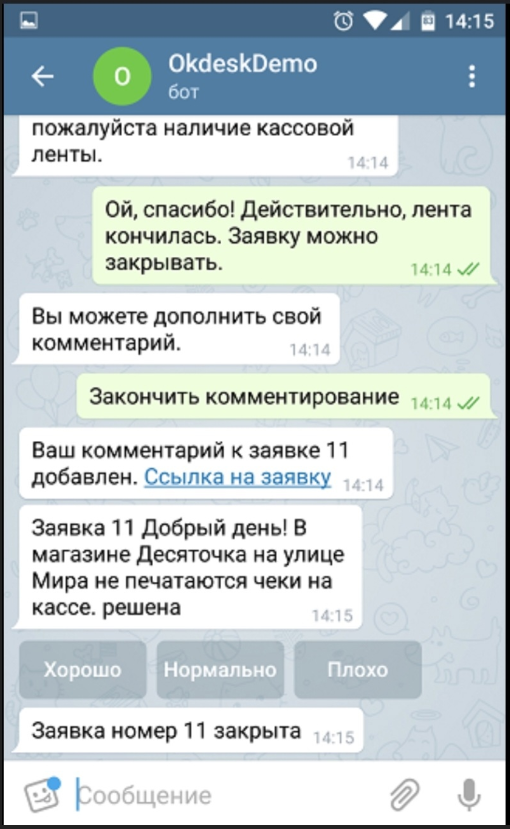 14:15
O
OkdeskDemo
бот
пожалуйста наличие кассовой
ленты.
14:14
Ой, спасибо! Действительно, лента
кончилась. Заявку можно
закрывать.
14:14
Вы можете дополнить свой
комментарий.
14:14
Закончить комментирование 14:14
Ваш комментарий к заявке 11
добавлен. Ссылка на заявку 14:14
Заявка 11 Добрый день! В
магазине Десяточка на улице
Мира не печатаются чеки на
кассе. решена
14:15
Хорошо Нормально Плохо
Заявка номер 11 закрыта 14:15
Сообщение